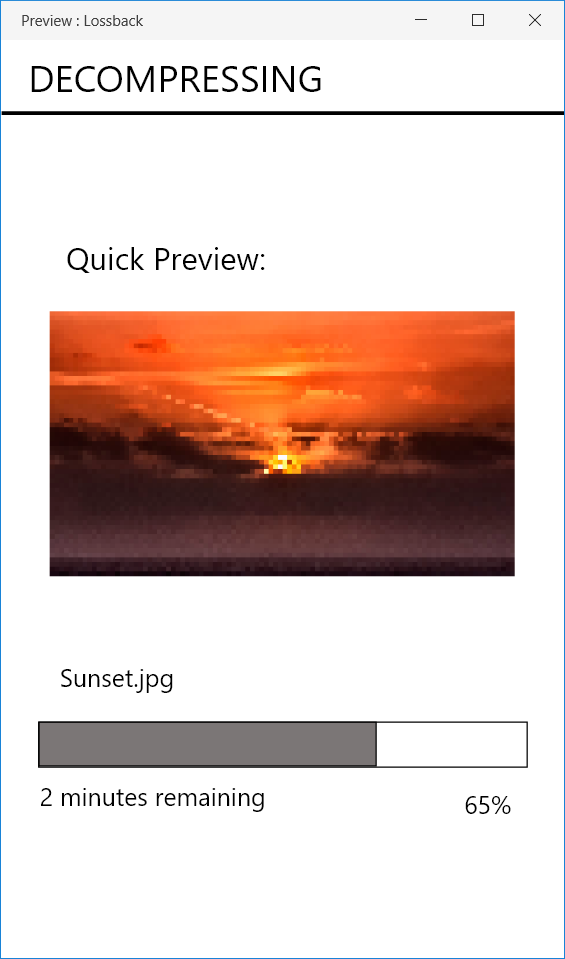 Preview : Lossback
DECOMPRESSING
Quick Preview:
Sunset.jpg
2 minutes remaining
65%